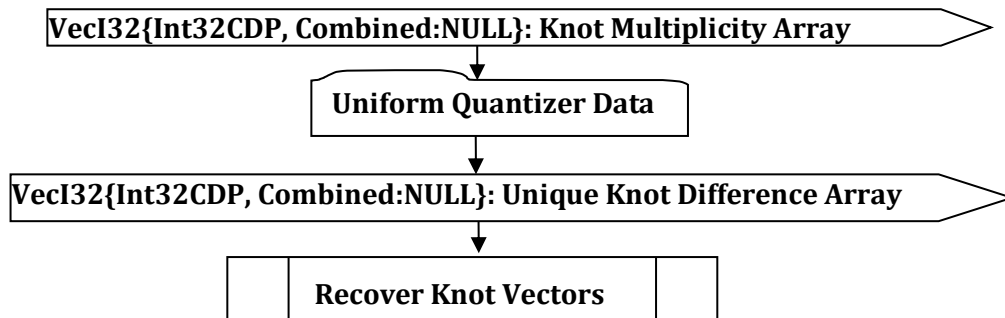 VecI32{Int32CDP, Combined:NULL}: Knot Multiplicity Array
Uniform Quantizer Data
VecI32{Int32CDP, Combined:NULL}: Unique Knot Difference Array
Recover Knot Vectors